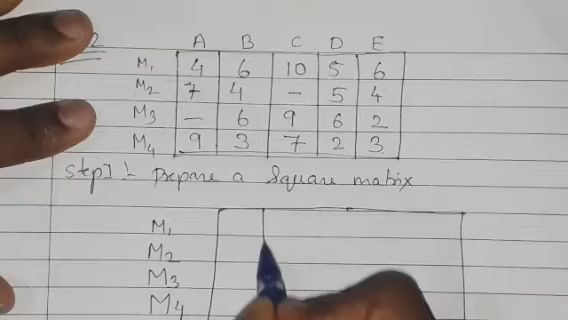 2
A B C D E
M1 4 6 10 5 6
M2 7 4 – 5 4
M3 – 6 9 6 2
M4 9 3 7 2 3
Step I :- Prepare a Square matrix
M1
M2
M3
M4